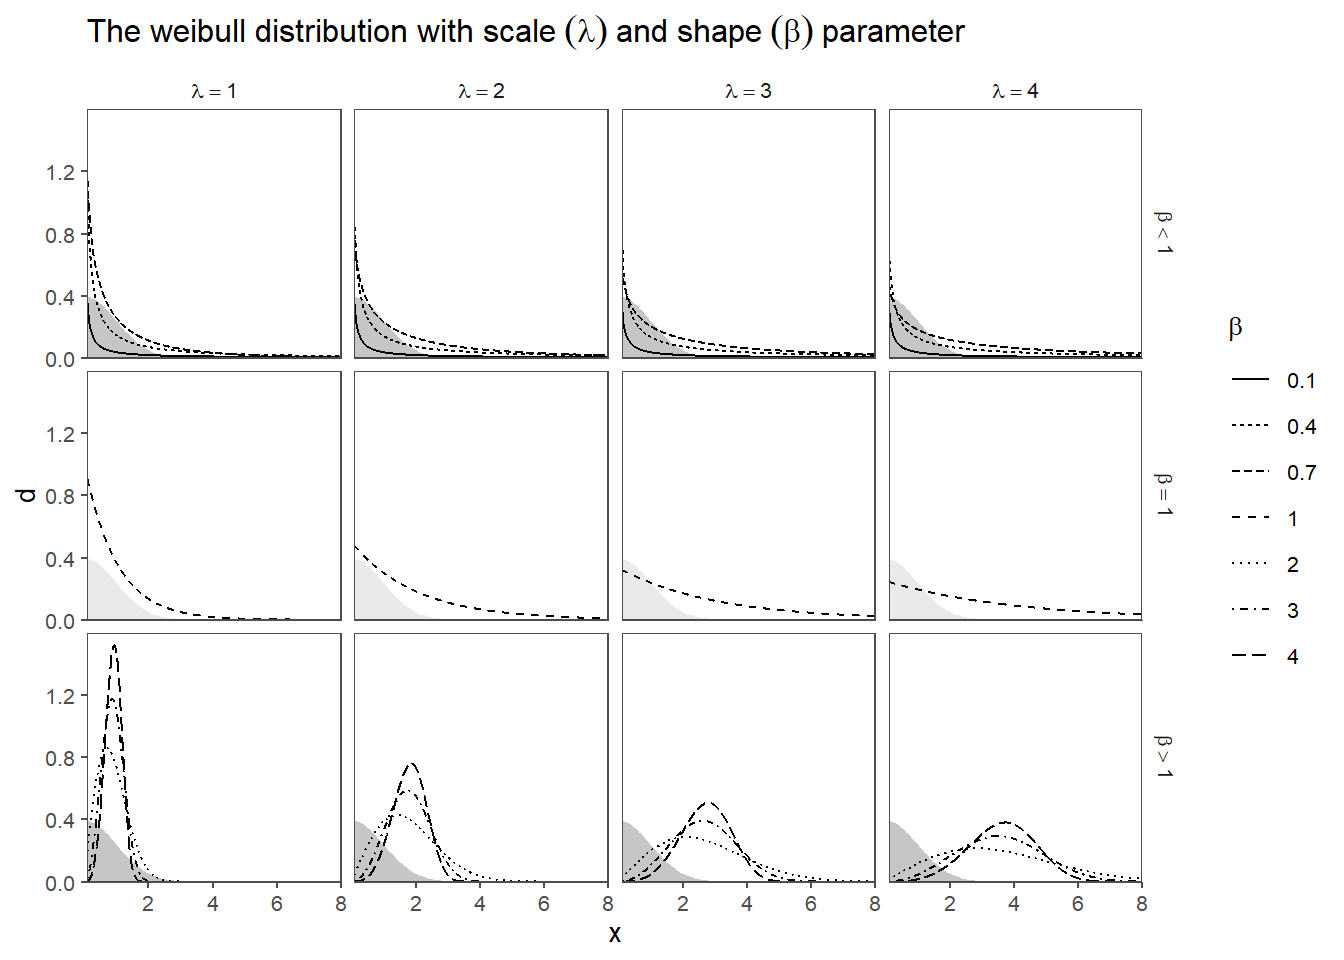 The weibull distribution with scale (λ) and shape (β) parameter
λ = 1
λ = 2
λ = 3
λ = 4
1.2
0.8
0.4
0.0
β < 1
1.2
0.8
0.4
0.0
β = 1
1.2
0.8
0.4
0.0
β > 1
d
2 4 6 8
2 4 6 8
2 4 6 8
2 4 6 8
x
β
0.1
0.4
0.7
1
2
3
4